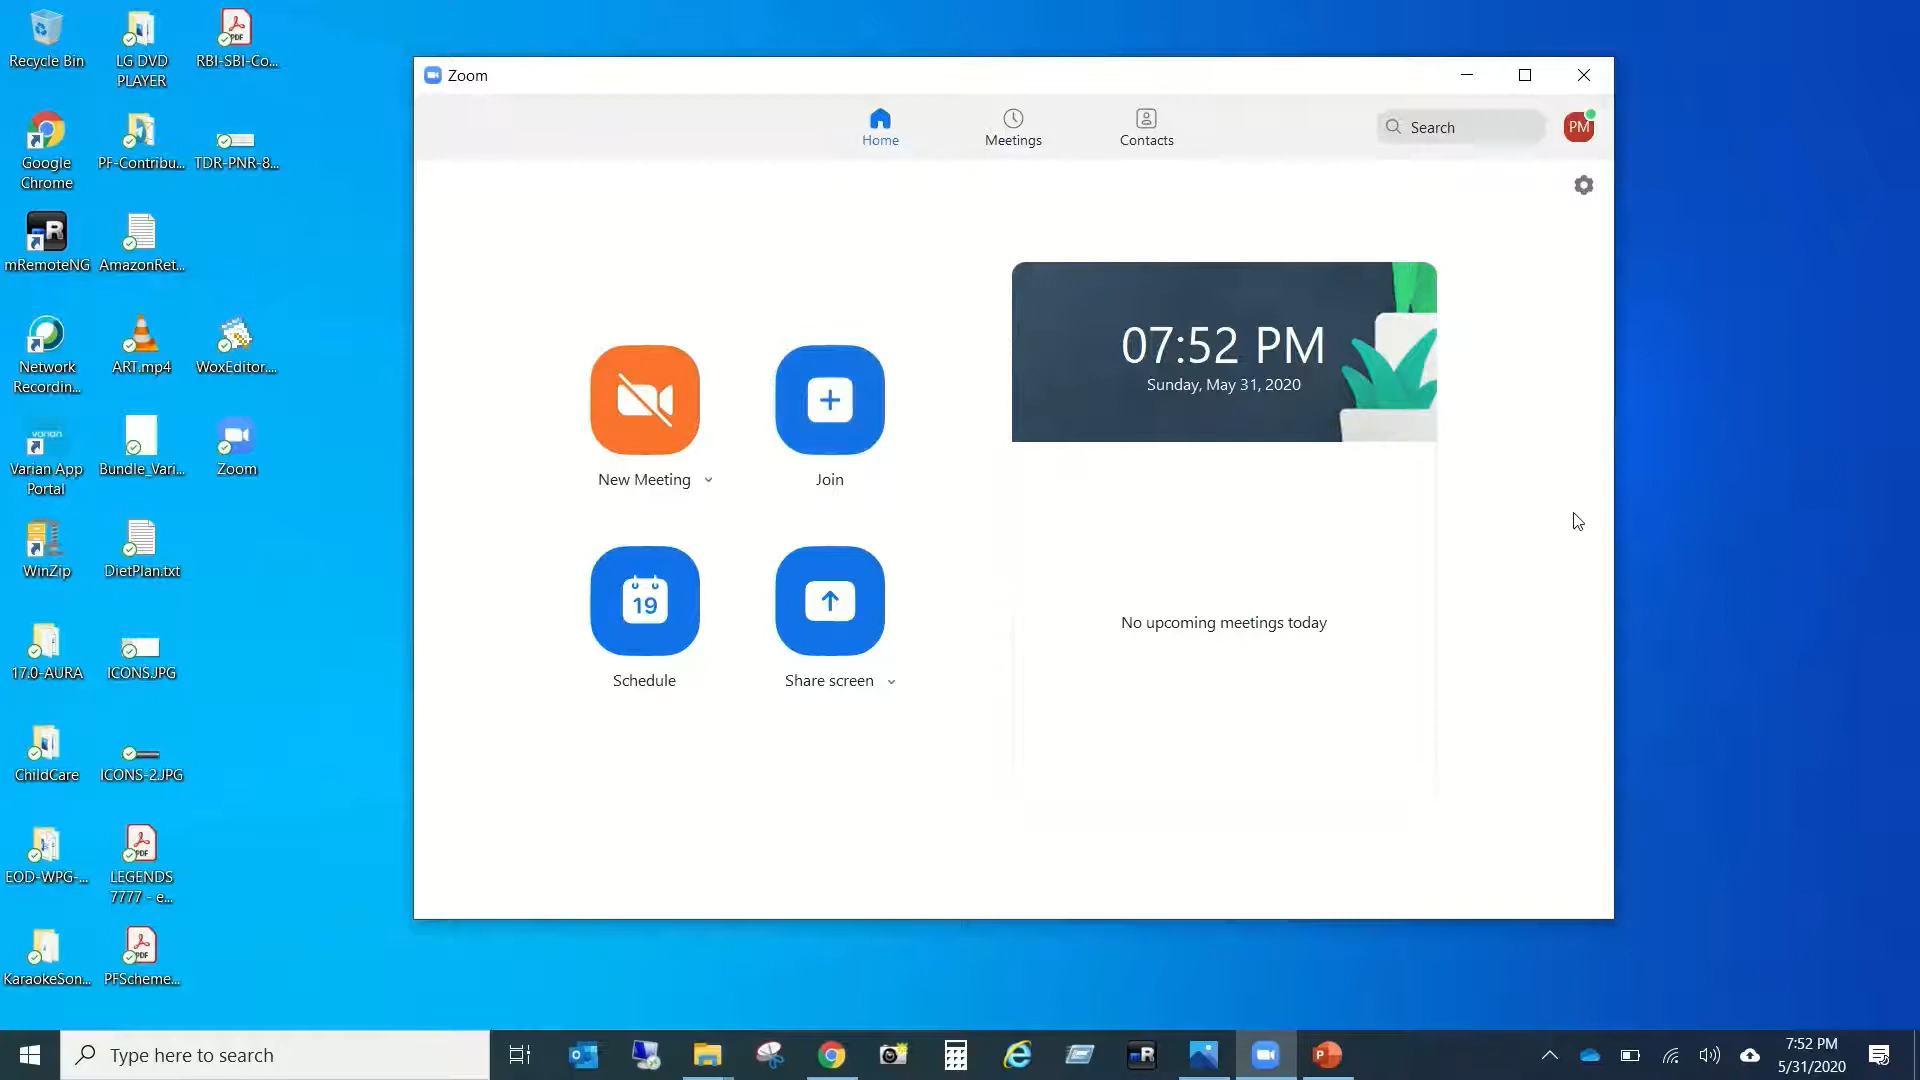 Recycle Bin
LG DVD
PLAYER
RBI-SBI-Co...
Google
Chrome
PF-Contribu...
TDR-PNR-8...
mRemoteNG
AmazonRet...
Network
Recordin...
ART.mp4
WoxEditor....
Varian App
Portal
Bundle_Vari...
Zoom
WinZip
DietPlan.txt
17.0-AURA
ICONS.JPG
ChildCare
ICONS-2.JPG
EOD-WPG-...
LEGENDS
7777 - e...
KaraokeSon...
PFScheme...
Zoom
Home
Meetings
Contacts
Search
PM
07:52 PM
Sunday, May 31, 2020
New Meeting
Join
19
Schedule
Share screen
No upcoming meetings today
Type here to search
7:52 PM
5/31/2020